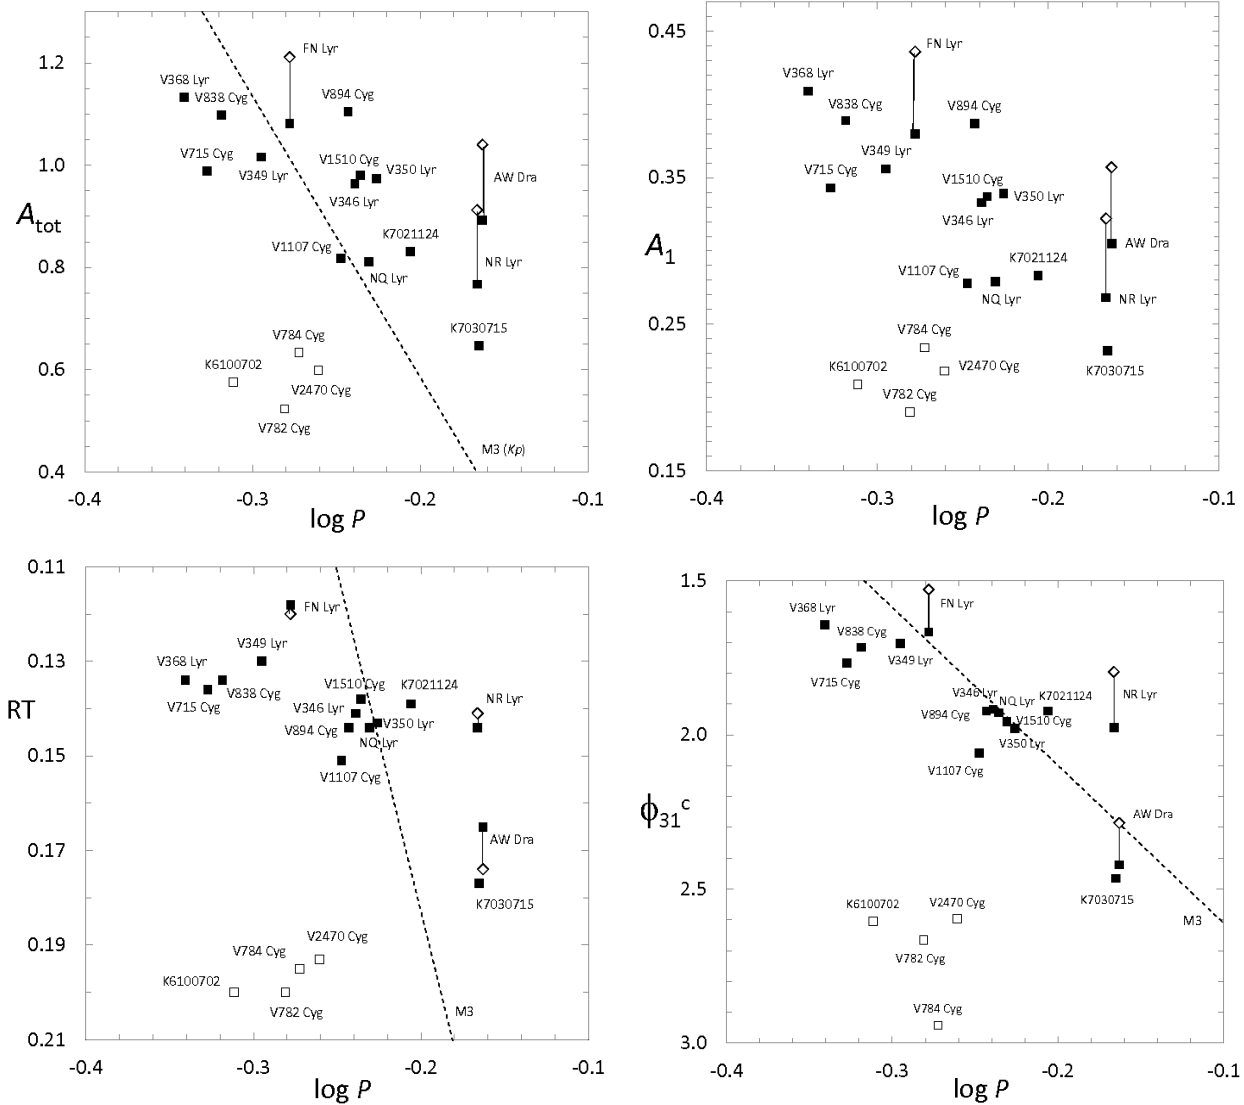 1.2
1.0
0.8
0.6
0.4
A_tot
FN Lyr
V368 Lyr
V838 Cyg
V894 Cyg
V715 Cyg
V349 Lyr
V1510 Cyg
V350 Lyr
V346 Lyr
AW Dra
V1107 Cyg
K7021124
NQ Lyr
NR Lyr
V784 Cyg
K7030715
K6100702
V2470 Cyg
V782 Cyg
M3 (Kp)
-0.4 -0.3 -0.2 -0.1
log P
0.45
0.35
0.25
0.15
A_1
FN Lyr
V368 Lyr
V838 Cyg
V894 Cyg
V349 Lyr
V715 Cyg
V1510 Cyg
V350 Lyr
V346 Lyr
AW Dra
V1107 Cyg
K7021124
NQ Lyr
NR Lyr
V784 Cyg
K6100702
V2470 Cyg
K7030715
V782 Cyg
-0.4 -0.3 -0.2 -0.1
log P
0.11
0.13
0.15
0.17
0.19
0.21
RT
FN Lyr
V349 Lyr
V368 Lyr
V838 Cyg
V715 Cyg
V1510 Cyg
K7021124
NR Lyr
V346 Lyr
V350 Lyr
V894 Cyg
NQ Lyr
V1107 Cyg
AW Dra
K7030715
V2470 Cyg
V784 Cyg
K6100702
V782 Cyg
M3
-0.4 -0.3 -0.2 -0.1
log P
1.5
2.0
2.5
3.0
ϕ31^c
FN Lyr
V368 Lyr
V838 Cyg
V349 Lyr
V715 Cyg
V346 Lyr
NQ Lyr
K7021124
NR Lyr
V894 Cyg
V1510 Cyg
V350 Lyr
V1107 Cyg
AW Dra
K7030715
K6100702
V2470 Cyg
M3
V782 Cyg
V784 Cyg
-0.4 -0.3 -0.2 -0.1
log P